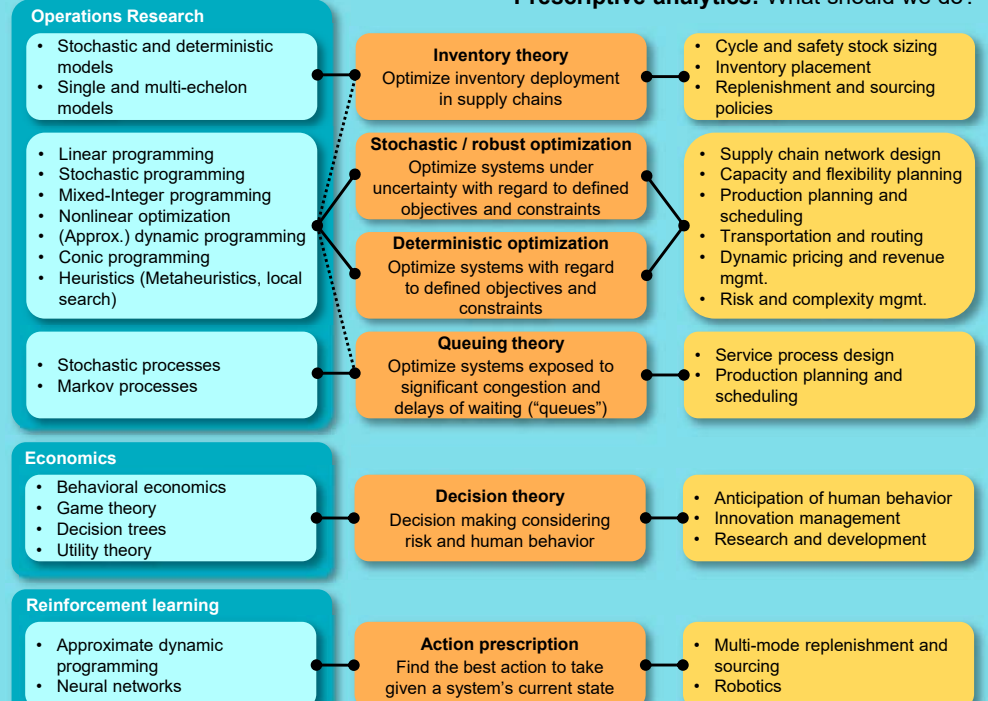 Prescriptive analytics: What should we do?
Operations Research
• Stochastic and deterministic
models
• Single and multi-echelon
models
Inventory theory
Optimize inventory deployment
in supply chains
• Cycle and safety stock sizing
• Inventory placement
• Replenishment and sourcing
policies
• Linear programming
• Stochastic programming
• Mixed-Integer programming
• Nonlinear optimization
• (Approx.) dynamic programming
• Conic programming
• Heuristics (Metaheuristics, local
search)
Stochastic / robust optimization
Optimize systems under
uncertainty with regard to defined
objectives and constraints
Deterministic optimization
Optimize systems with regard
to defined objectives and
constraints
• Supply chain network design
• Capacity and flexibility planning
• Production planning and
scheduling
• Transportation and routing
• Dynamic pricing and revenue
mgmt.
• Risk and complexity mgmt.
• Stochastic processes
• Markov processes
Queuing theory
Optimize systems exposed to
significant congestion and
delays of waiting (“queues”)
• Service process design
• Production planning and
scheduling
Economics
• Behavioral economics
• Game theory
• Decision trees
• Utility theory
Decision theory
Decision making considering
risk and human behavior
• Anticipation of human behavior
• Innovation management
• Research and development
Reinforcement learning
• Approximate dynamic
programming
• Neural networks
Action prescription
Find the best action to take
given a system’s current state
• Multi-mode replenishment and
sourcing
• Robotics